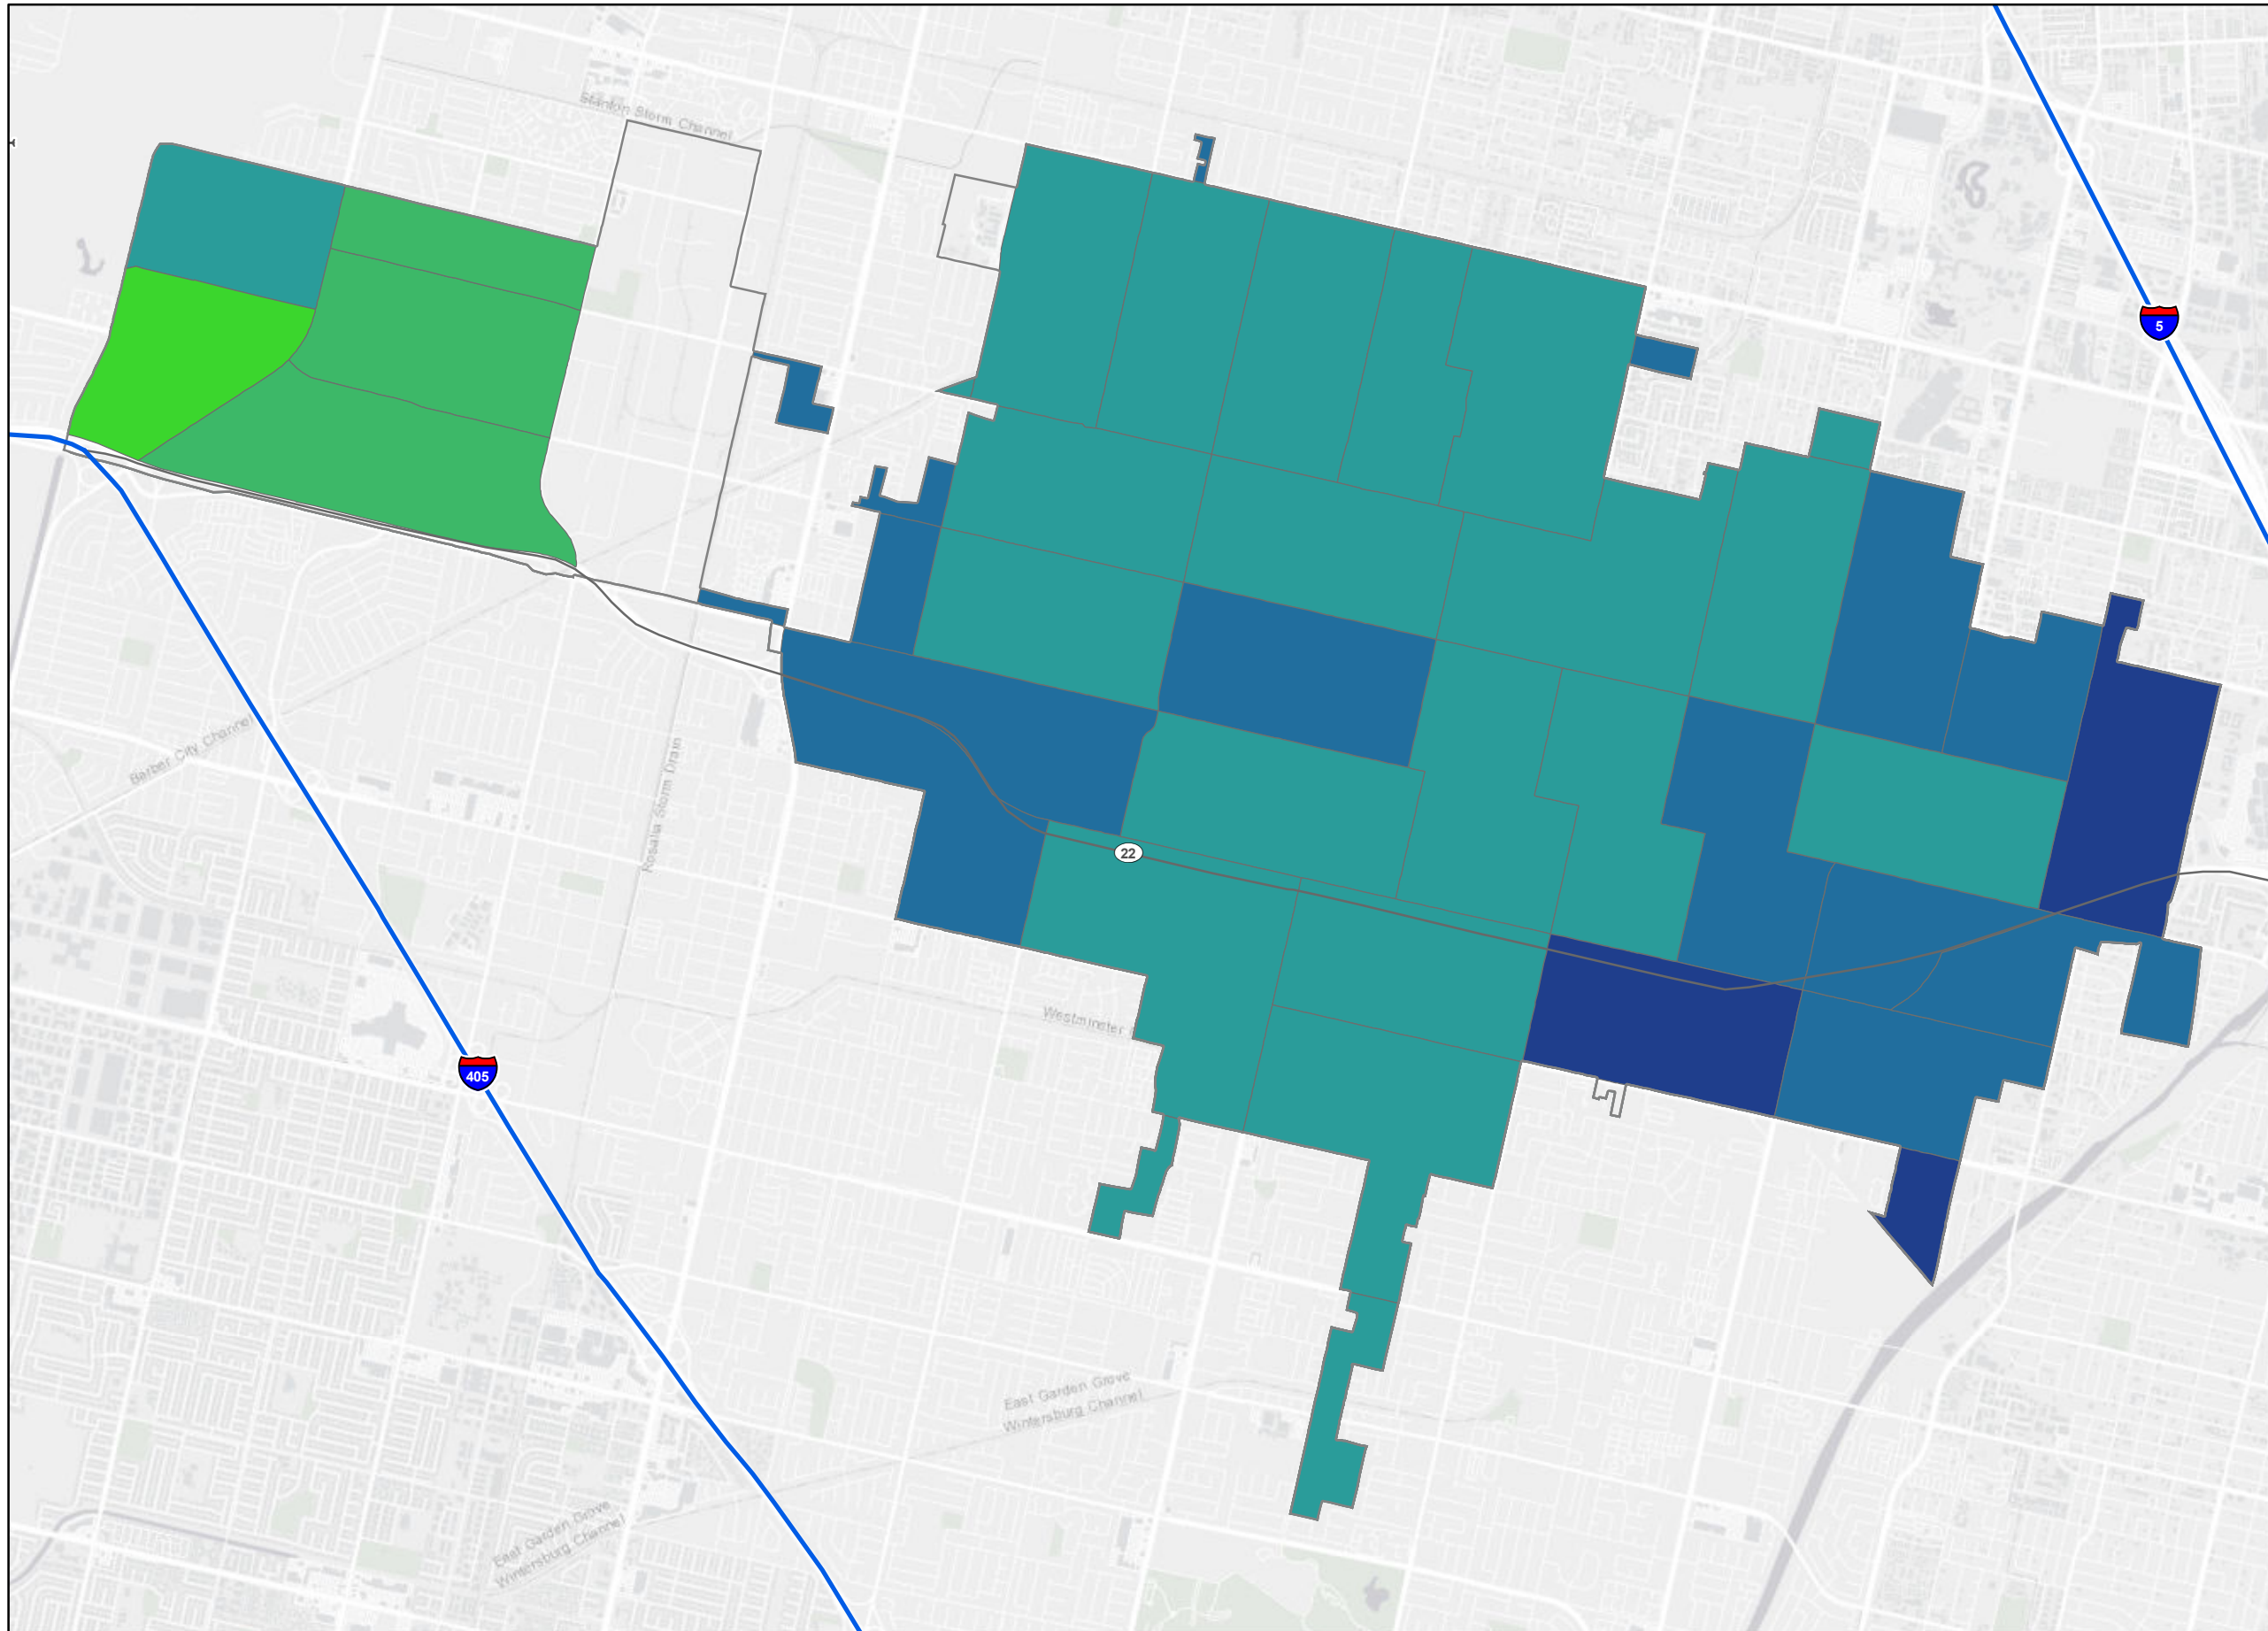 Stanton Storm Channel
5
Barber City Channel
Rosalia Storm Drain
22
Westminster
405
East Garden Grove
Wintersburg Channel
East Garden Grove
Wintersburg Channel